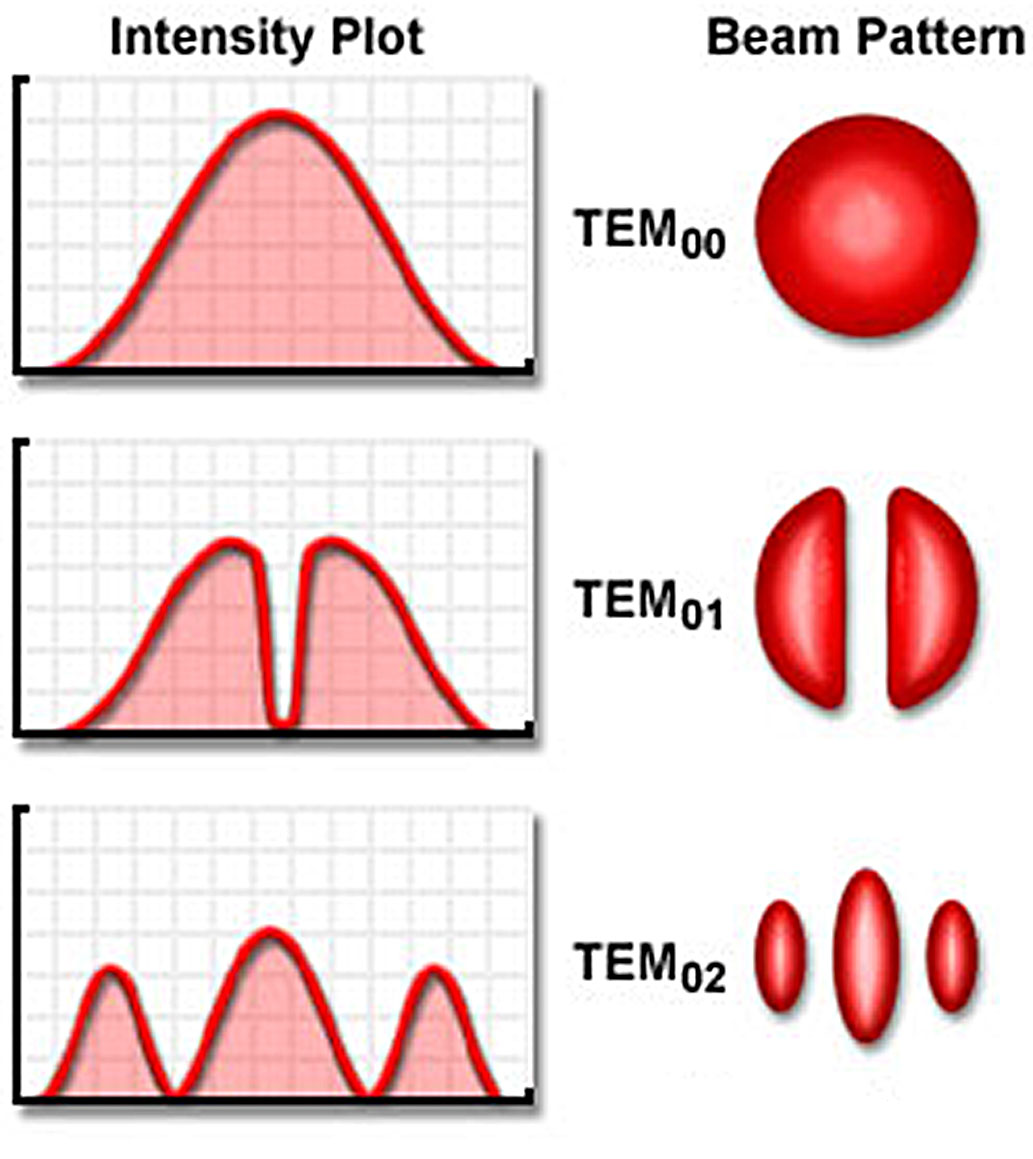 Intensity Plot
Beam Pattern
TEM00
TEM01
TEM02